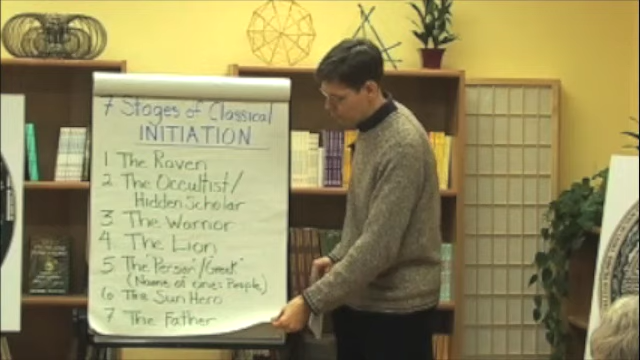 7 Stages of Classical
INITIATION
1 The Raven
2 The Occultist/
Hidden Scholar
3 The Warrior
4 The Lion
5 The "Persian"/"Greek"
(Name of one's People)
6 The Sun Hero
7 The Father